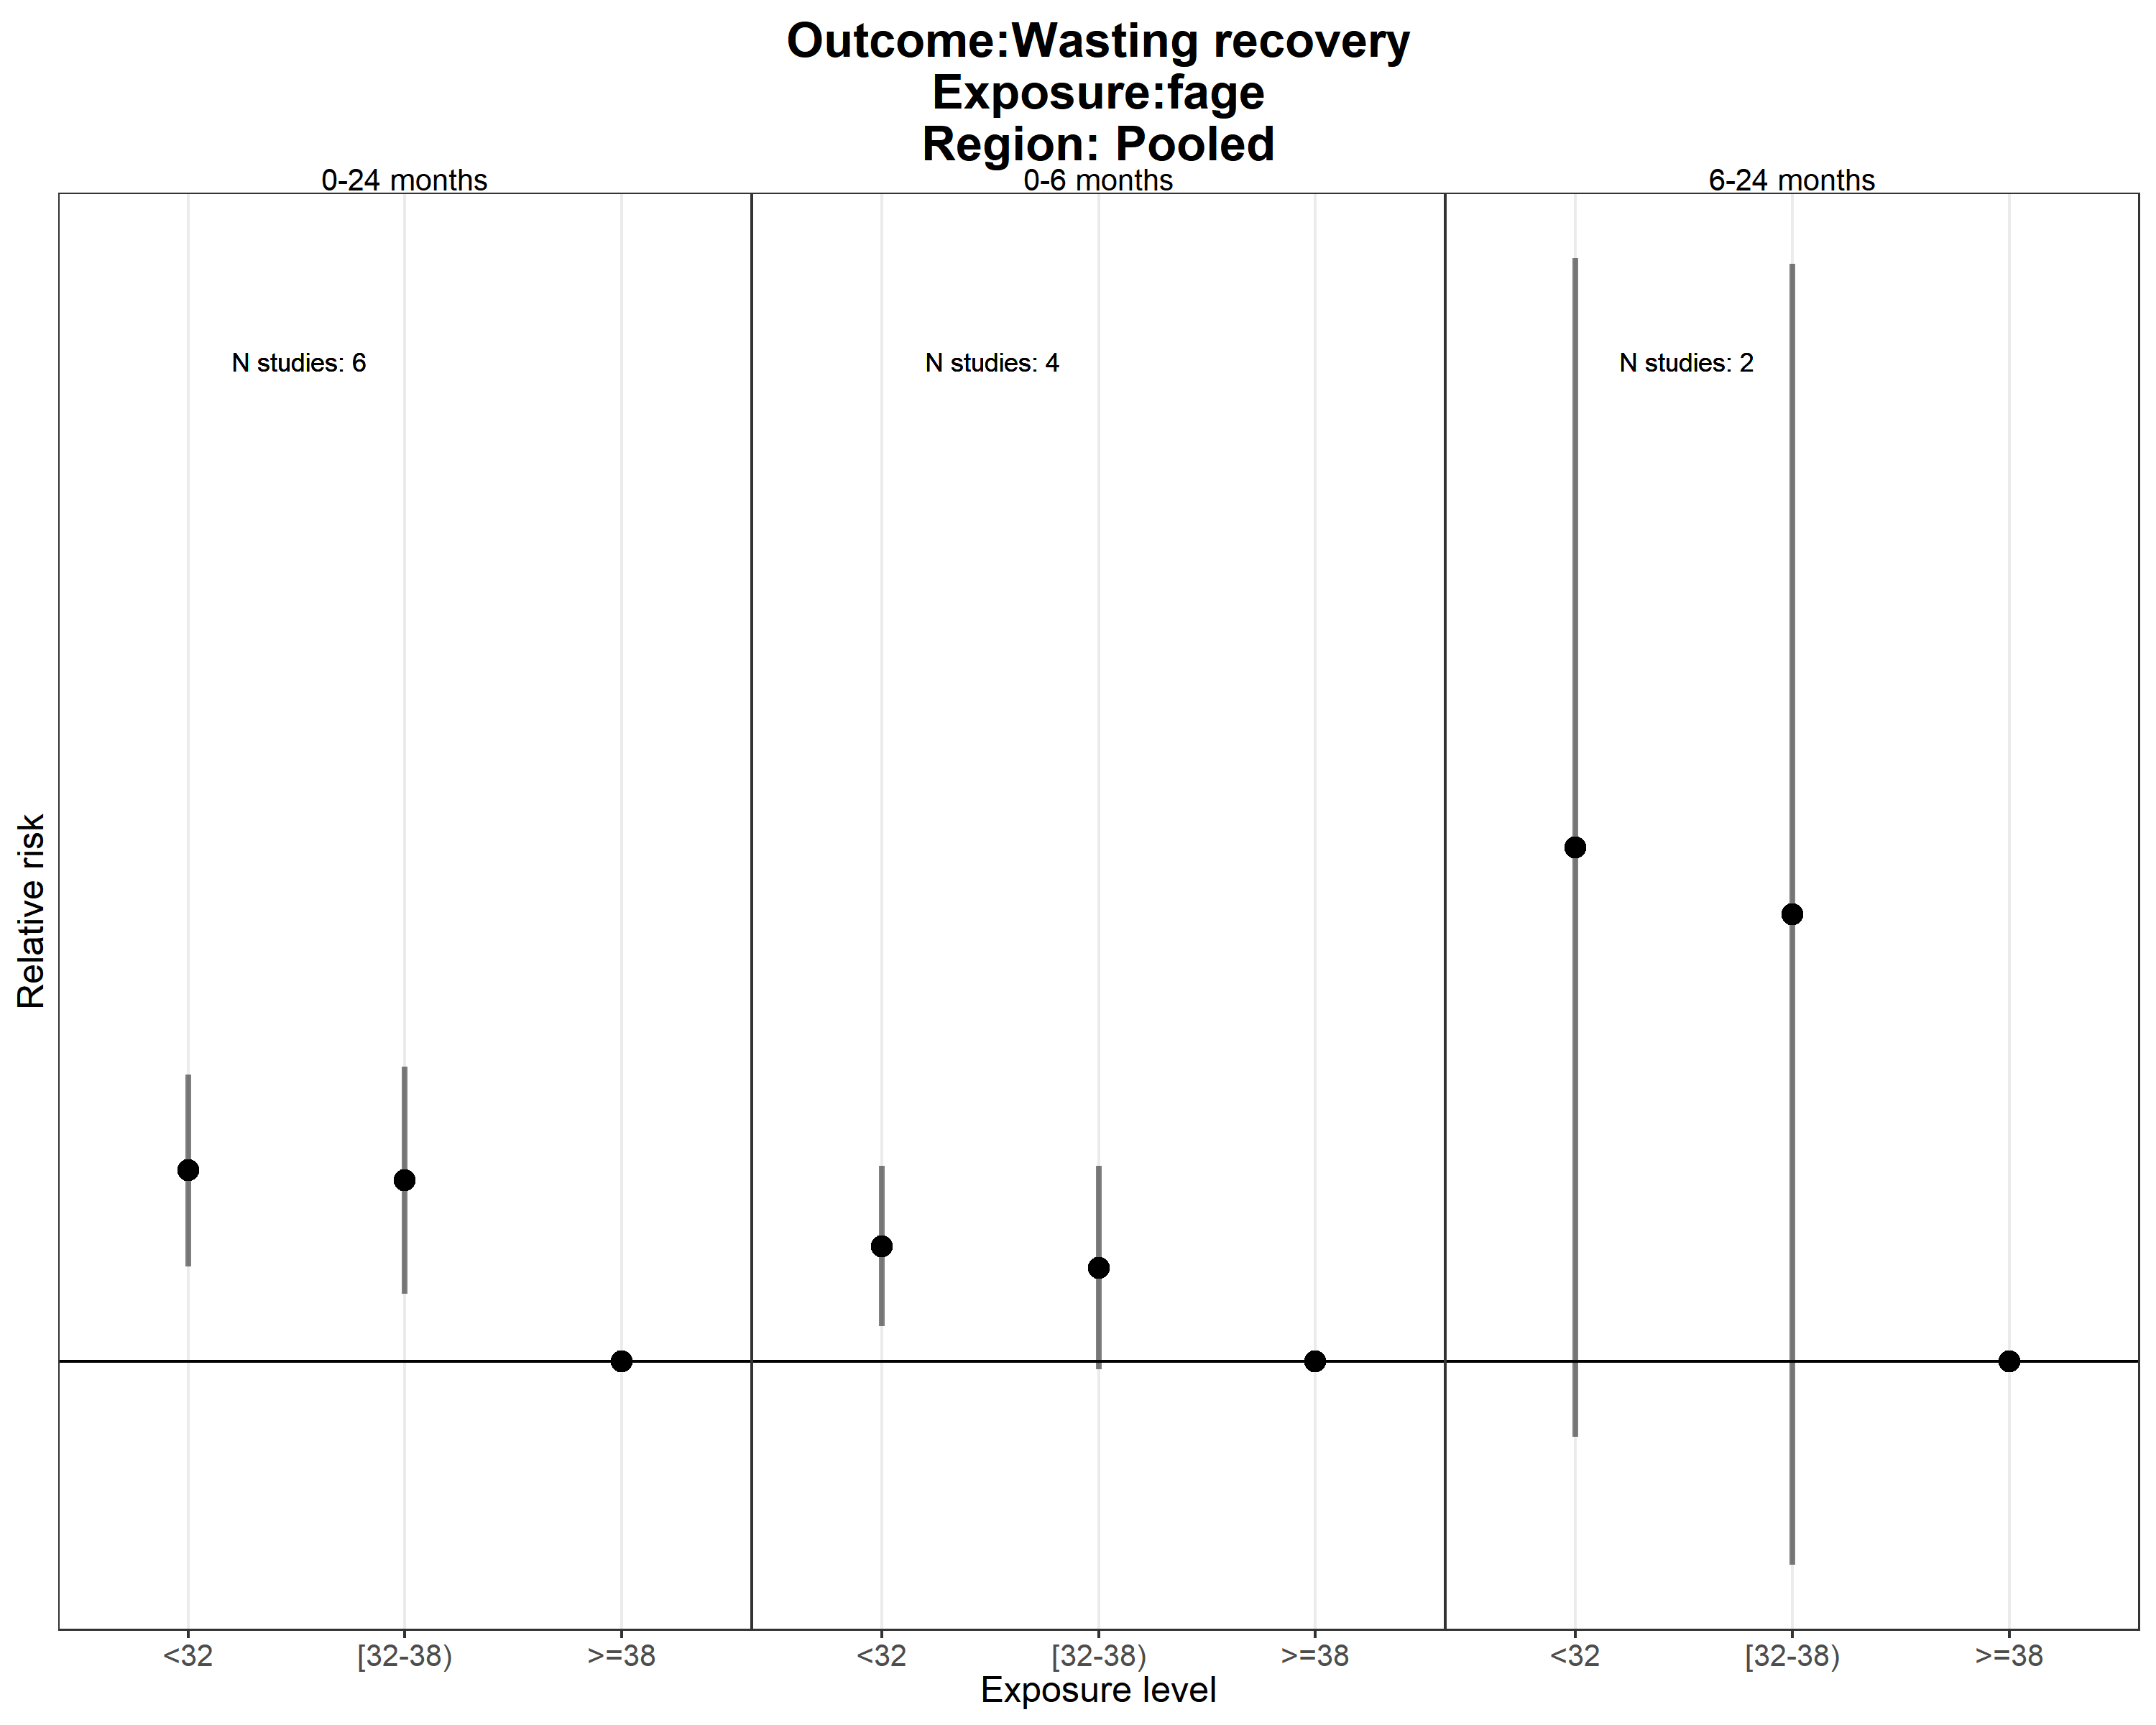 Outcome:Wasting recovery
Exposure:fage
Region: Pooled
0-24 months
0-6 months
6-24 months
N studies: 6
N studies: 4
N studies: 2
Relative risk
<32
[32-38)
>=38
<32
[32-38)
>=38
<32
[32-38)
>=38
Exposure level